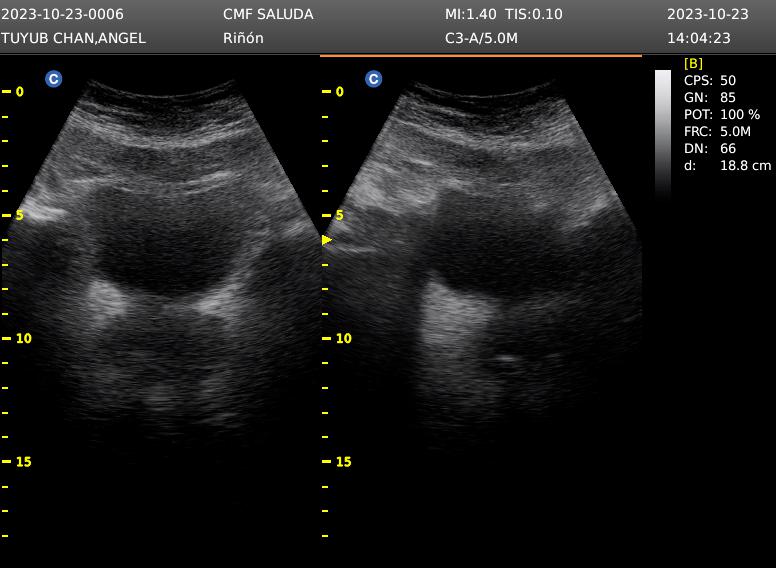 2023-10-23-0006 CMF SALUDA MI:1.40 TIS:0.10 2023-10-23
TUYUB CHAN,ANGEL Riñón C3-A/5.0M 14:04:23
C C
[B]
CPS: 50
GN: 85
POT: 100 %
FRC: 5.0M
DN: 66
d: 18.8 cm
0 0
5 5
10 10
15 15